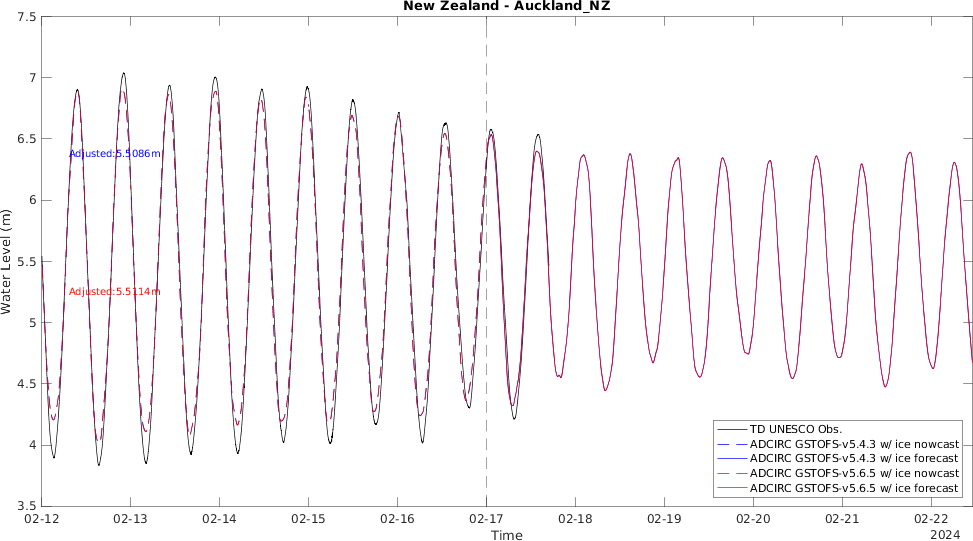 New Zealand - Auckland_NZ
Water Level (m)
7.5
7
6.5
6
5.5
5
4.5
4
3.5
Adjusted:5.5086m
Adjusted:5.5114m
TD UNESCO Obs.
ADCIRC GSTOFS-v5.4.3 w/ ice nowcast
ADCIRC GSTOFS-v5.4.3 w/ ice forecast
ADCIRC GSTOFS-v5.6.5 w/ ice nowcast
ADCIRC GSTOFS-v5.6.5 w/ ice forecast
02-12 02-13 02-14 02-15 02-16 02-17 02-18 02-19 02-20 02-21 02-22
2024
Time